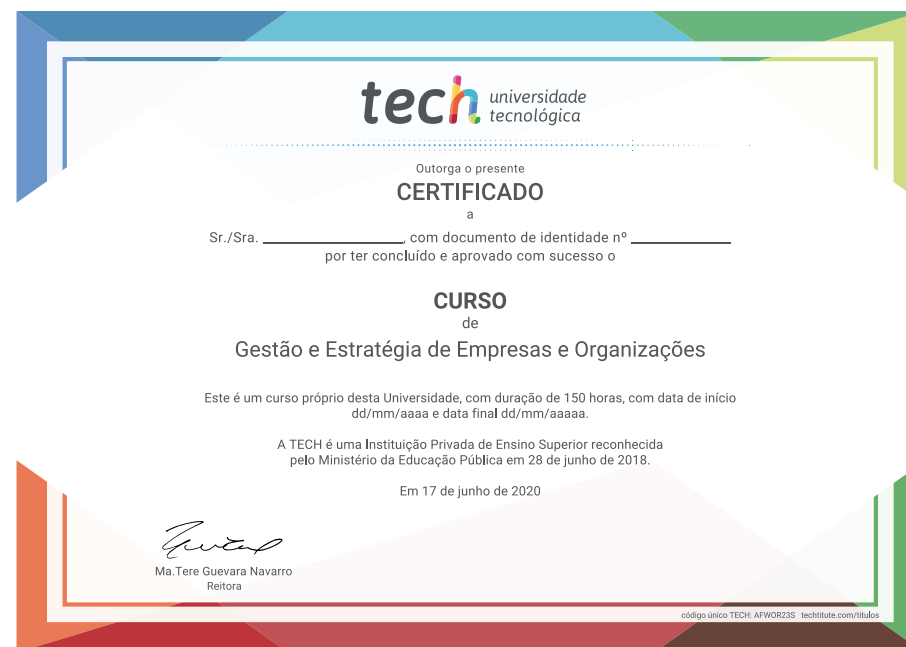 tech universidade
tecnológica
Outorga o presente
CERTIFICADO
a
Sr./Sra. ____________________, com documento de identidade nº ______________
por ter concluído e aprovado com sucesso o
CURSO
de
Gestão e Estratégia de Empresas e Organizações
Este é um curso próprio desta Universidade, com duração de 150 horas, com data de início
dd/mm/aaaa e data final dd/mm/aaaaa.
A TECH é uma Instituição Privada de Ensino Superior reconhecida
pelo Ministério da Educação Pública em 28 de junho de 2018.
Em 17 de junho de 2020
Ma.Tere Guevara Navarro
Reitora
código único TECH: AFWOR23S techtitute.com/titulos